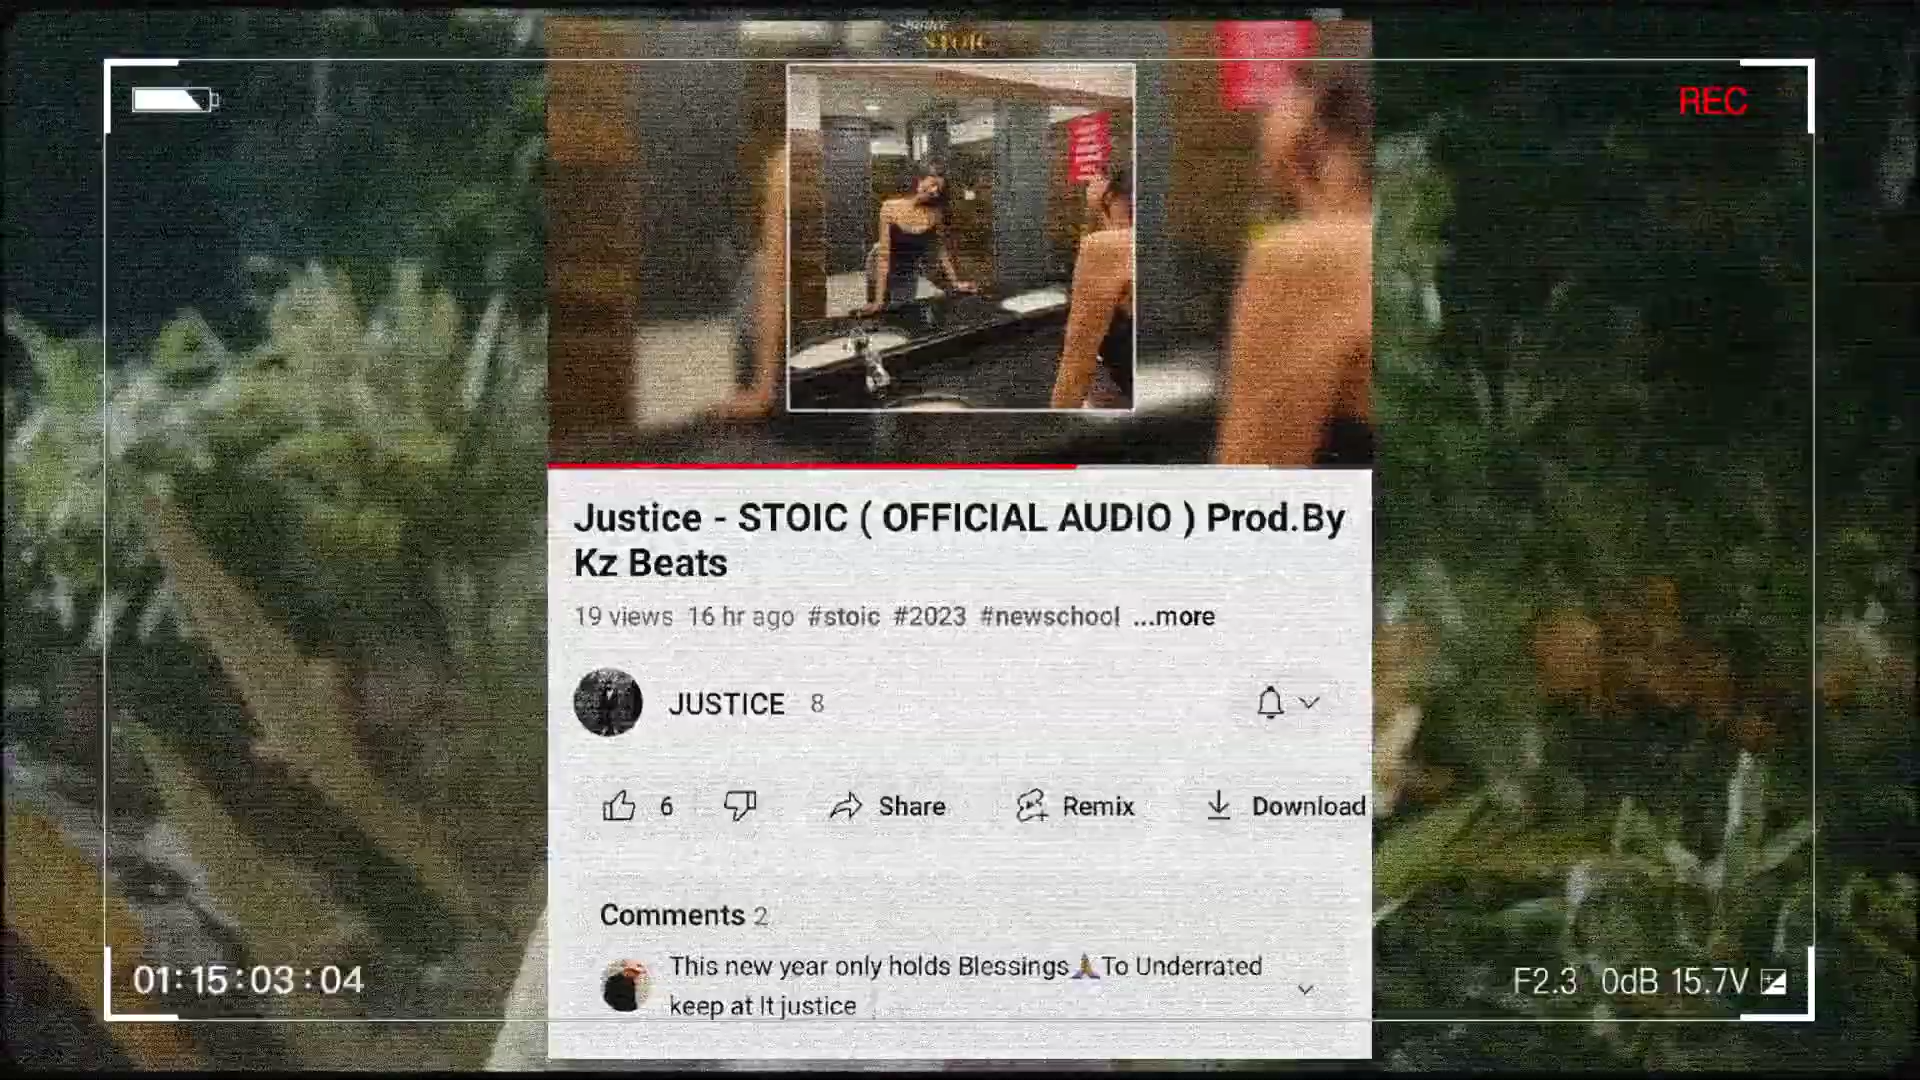 STOIC
REC
Justice - STOIC ( OFFICIAL AUDIO ) Prod.By
Kz Beats
19 views 16 hr ago #stoic #2023 #newschool ...more
JUSTICE 8
6 Share Remix Download
Comments 2
This new year only holds Blessings🙏To Underrated
keep at It justice
01:15:03:04
F2.3 0dB 15.7V